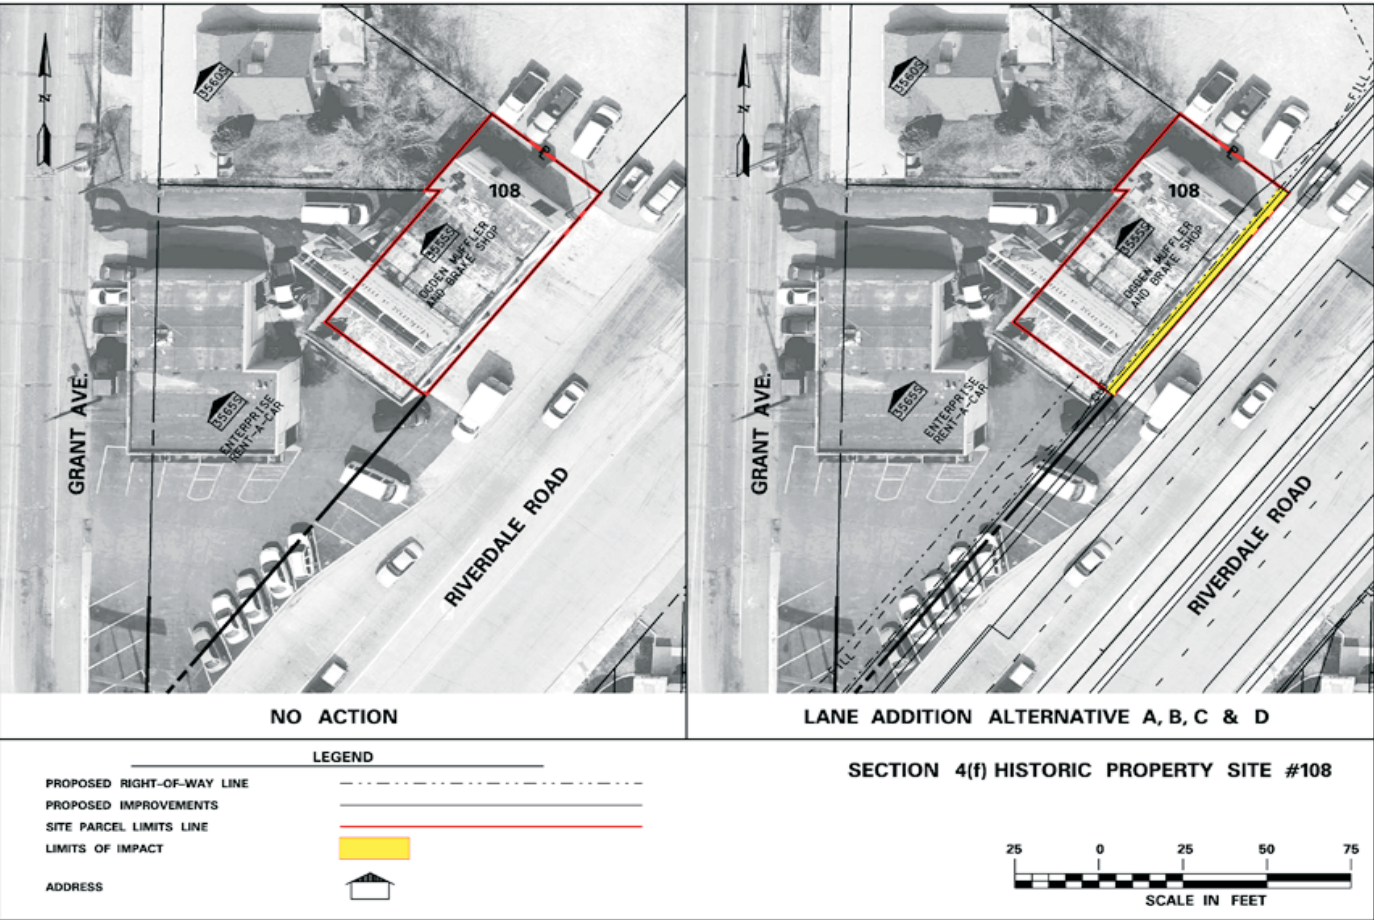 N
3560S
108
3555S
OGDEN MUFFLER
AND BRAKE SHOP
3565S
ENTERPRISE
RENT-A-CAR
GRANT AVE.
RIVERDALE ROAD
NO ACTION
N
3560S
FILL
108
3555S
OGDEN MUFFLER
AND BRAKE SHOP
3565S
ENTERPRISE
RENT-A-CAR
GRANT AVE.
RIVERDALE ROAD
LANE ADDITION ALTERNATIVE A, B, C & D
LEGEND
PROPOSED RIGHT-OF-WAY LINE
PROPOSED IMPROVEMENTS
SITE PARCEL LIMITS LINE
LIMITS OF IMPACT
ADDRESS
SECTION 4(f) HISTORIC PROPERTY SITE #108
25 0 25 50 75
SCALE IN FEET